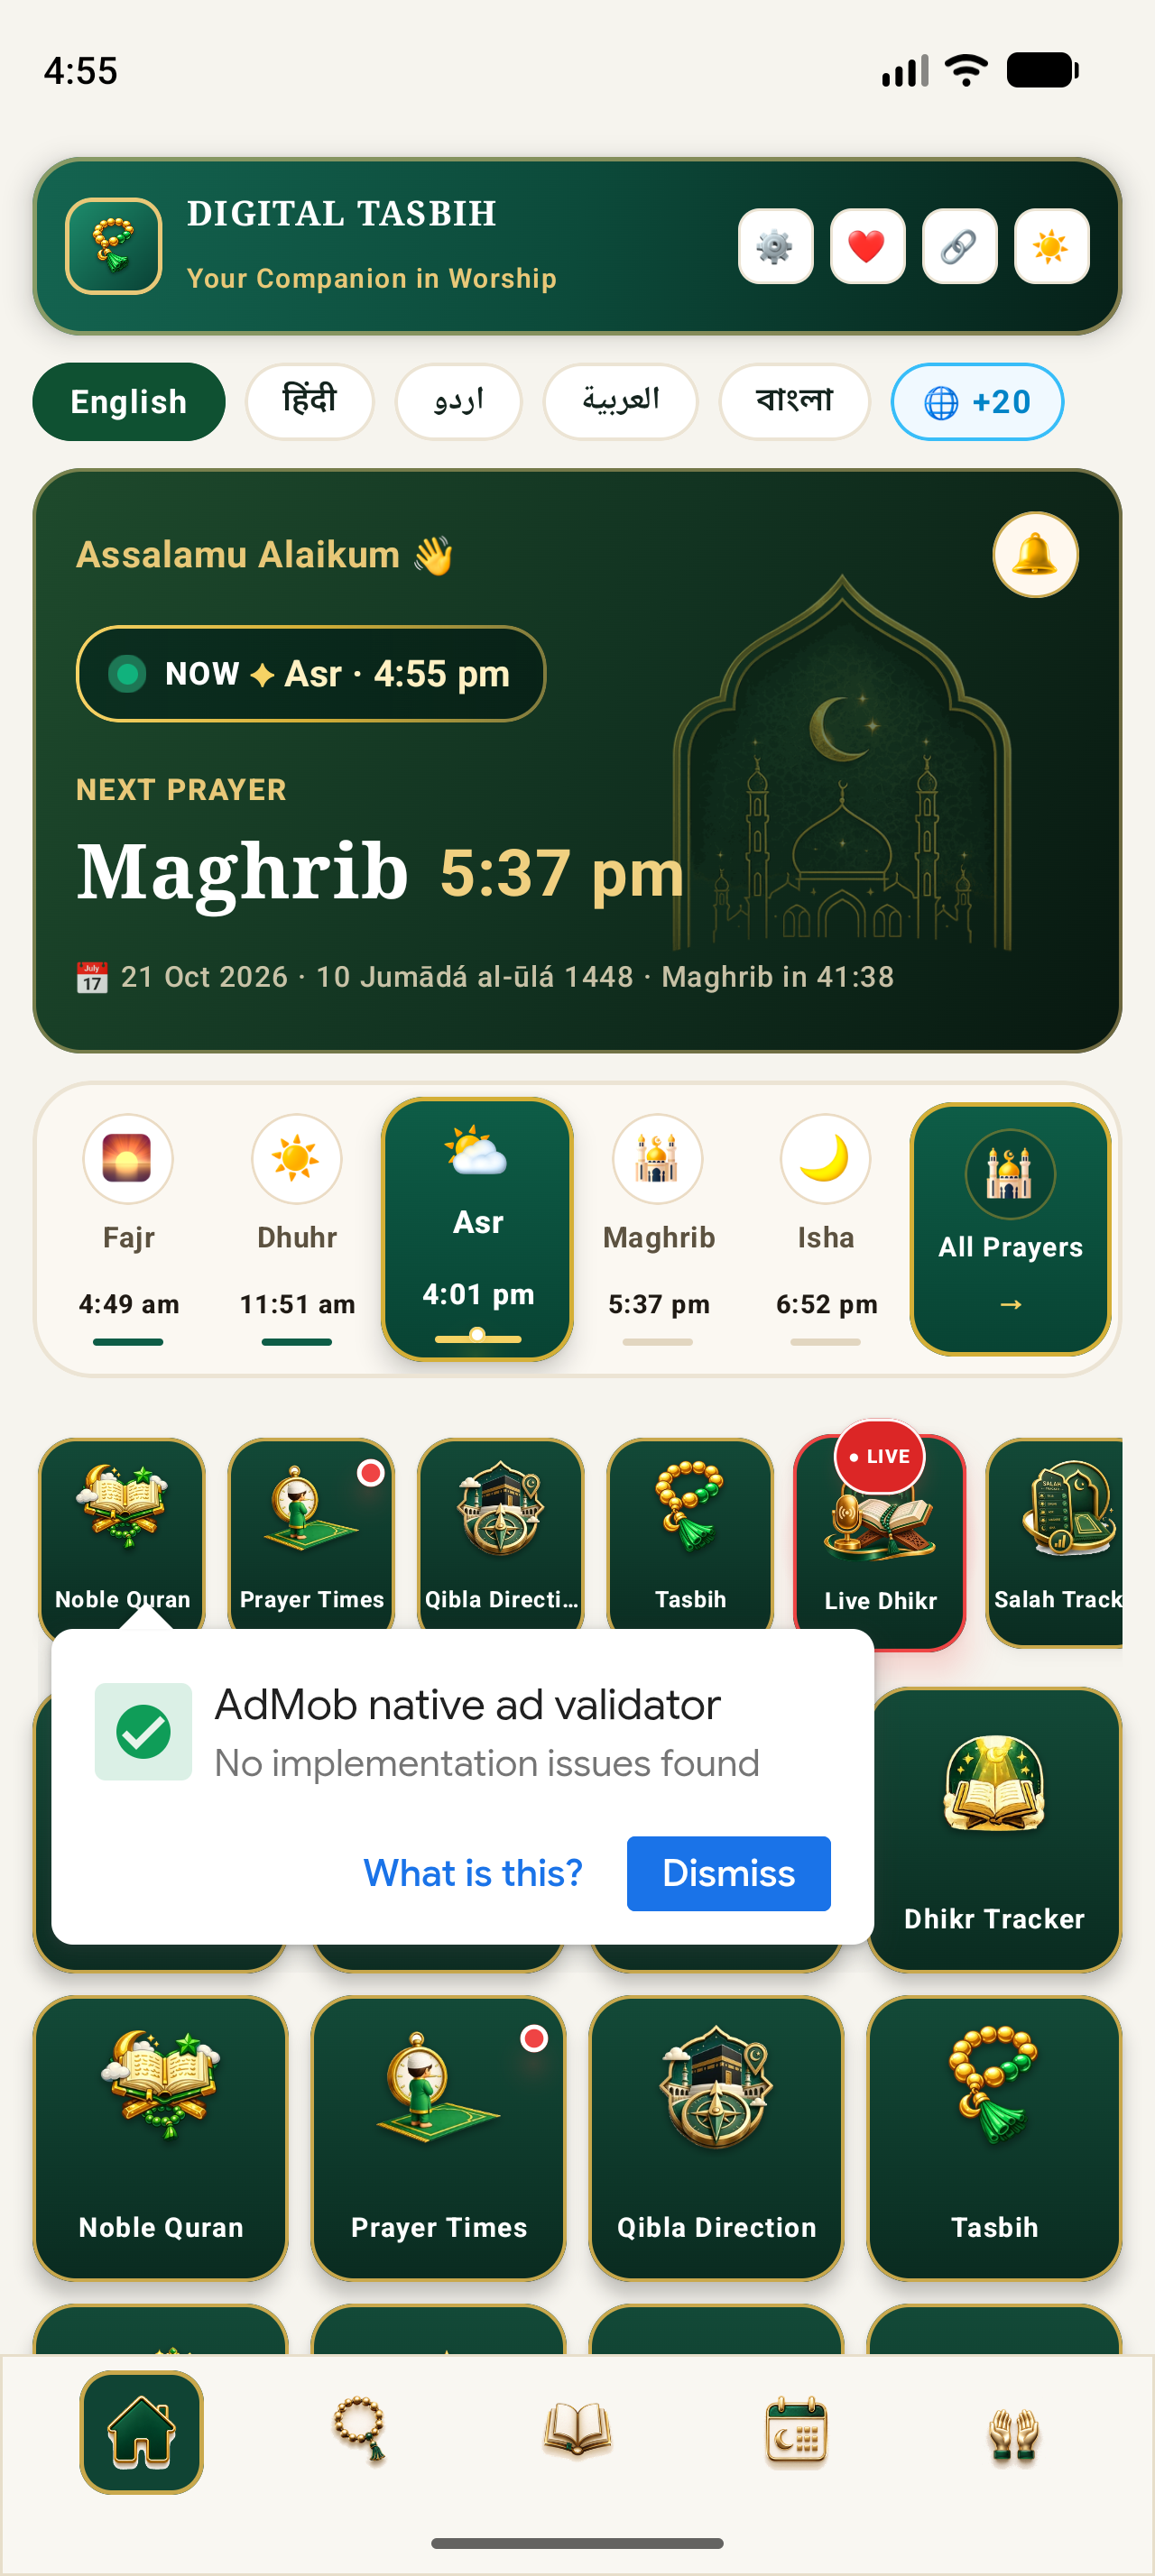 4:55
DIGITAL TASBIH
Your Companion in Worship
English
हिंदी
اردو
العربية
বাংলা
+20
Assalamu Alaikum 👋
NOW ✦ Asr · 4:55 pm
NEXT PRAYER
Maghrib 5:37 pm
📅 21 Oct 2026 · 10 Jumādá al-ūlá 1448 · Maghrib in 41:38
Fajr
4:49 am
Dhuhr
11:51 am
Asr
4:01 pm
Maghrib
5:37 pm
Isha
6:52 pm
All Prayers
→
Noble Quran
Prayer Times
Qibla Directi...
Tasbih
• LIVE
Live Dhikr
Salah Track
AdMob native ad validator
No implementation issues found
What is this?
Dismiss
Dhikr Tracker
Noble Quran
Prayer Times
Qibla Direction
Tasbih